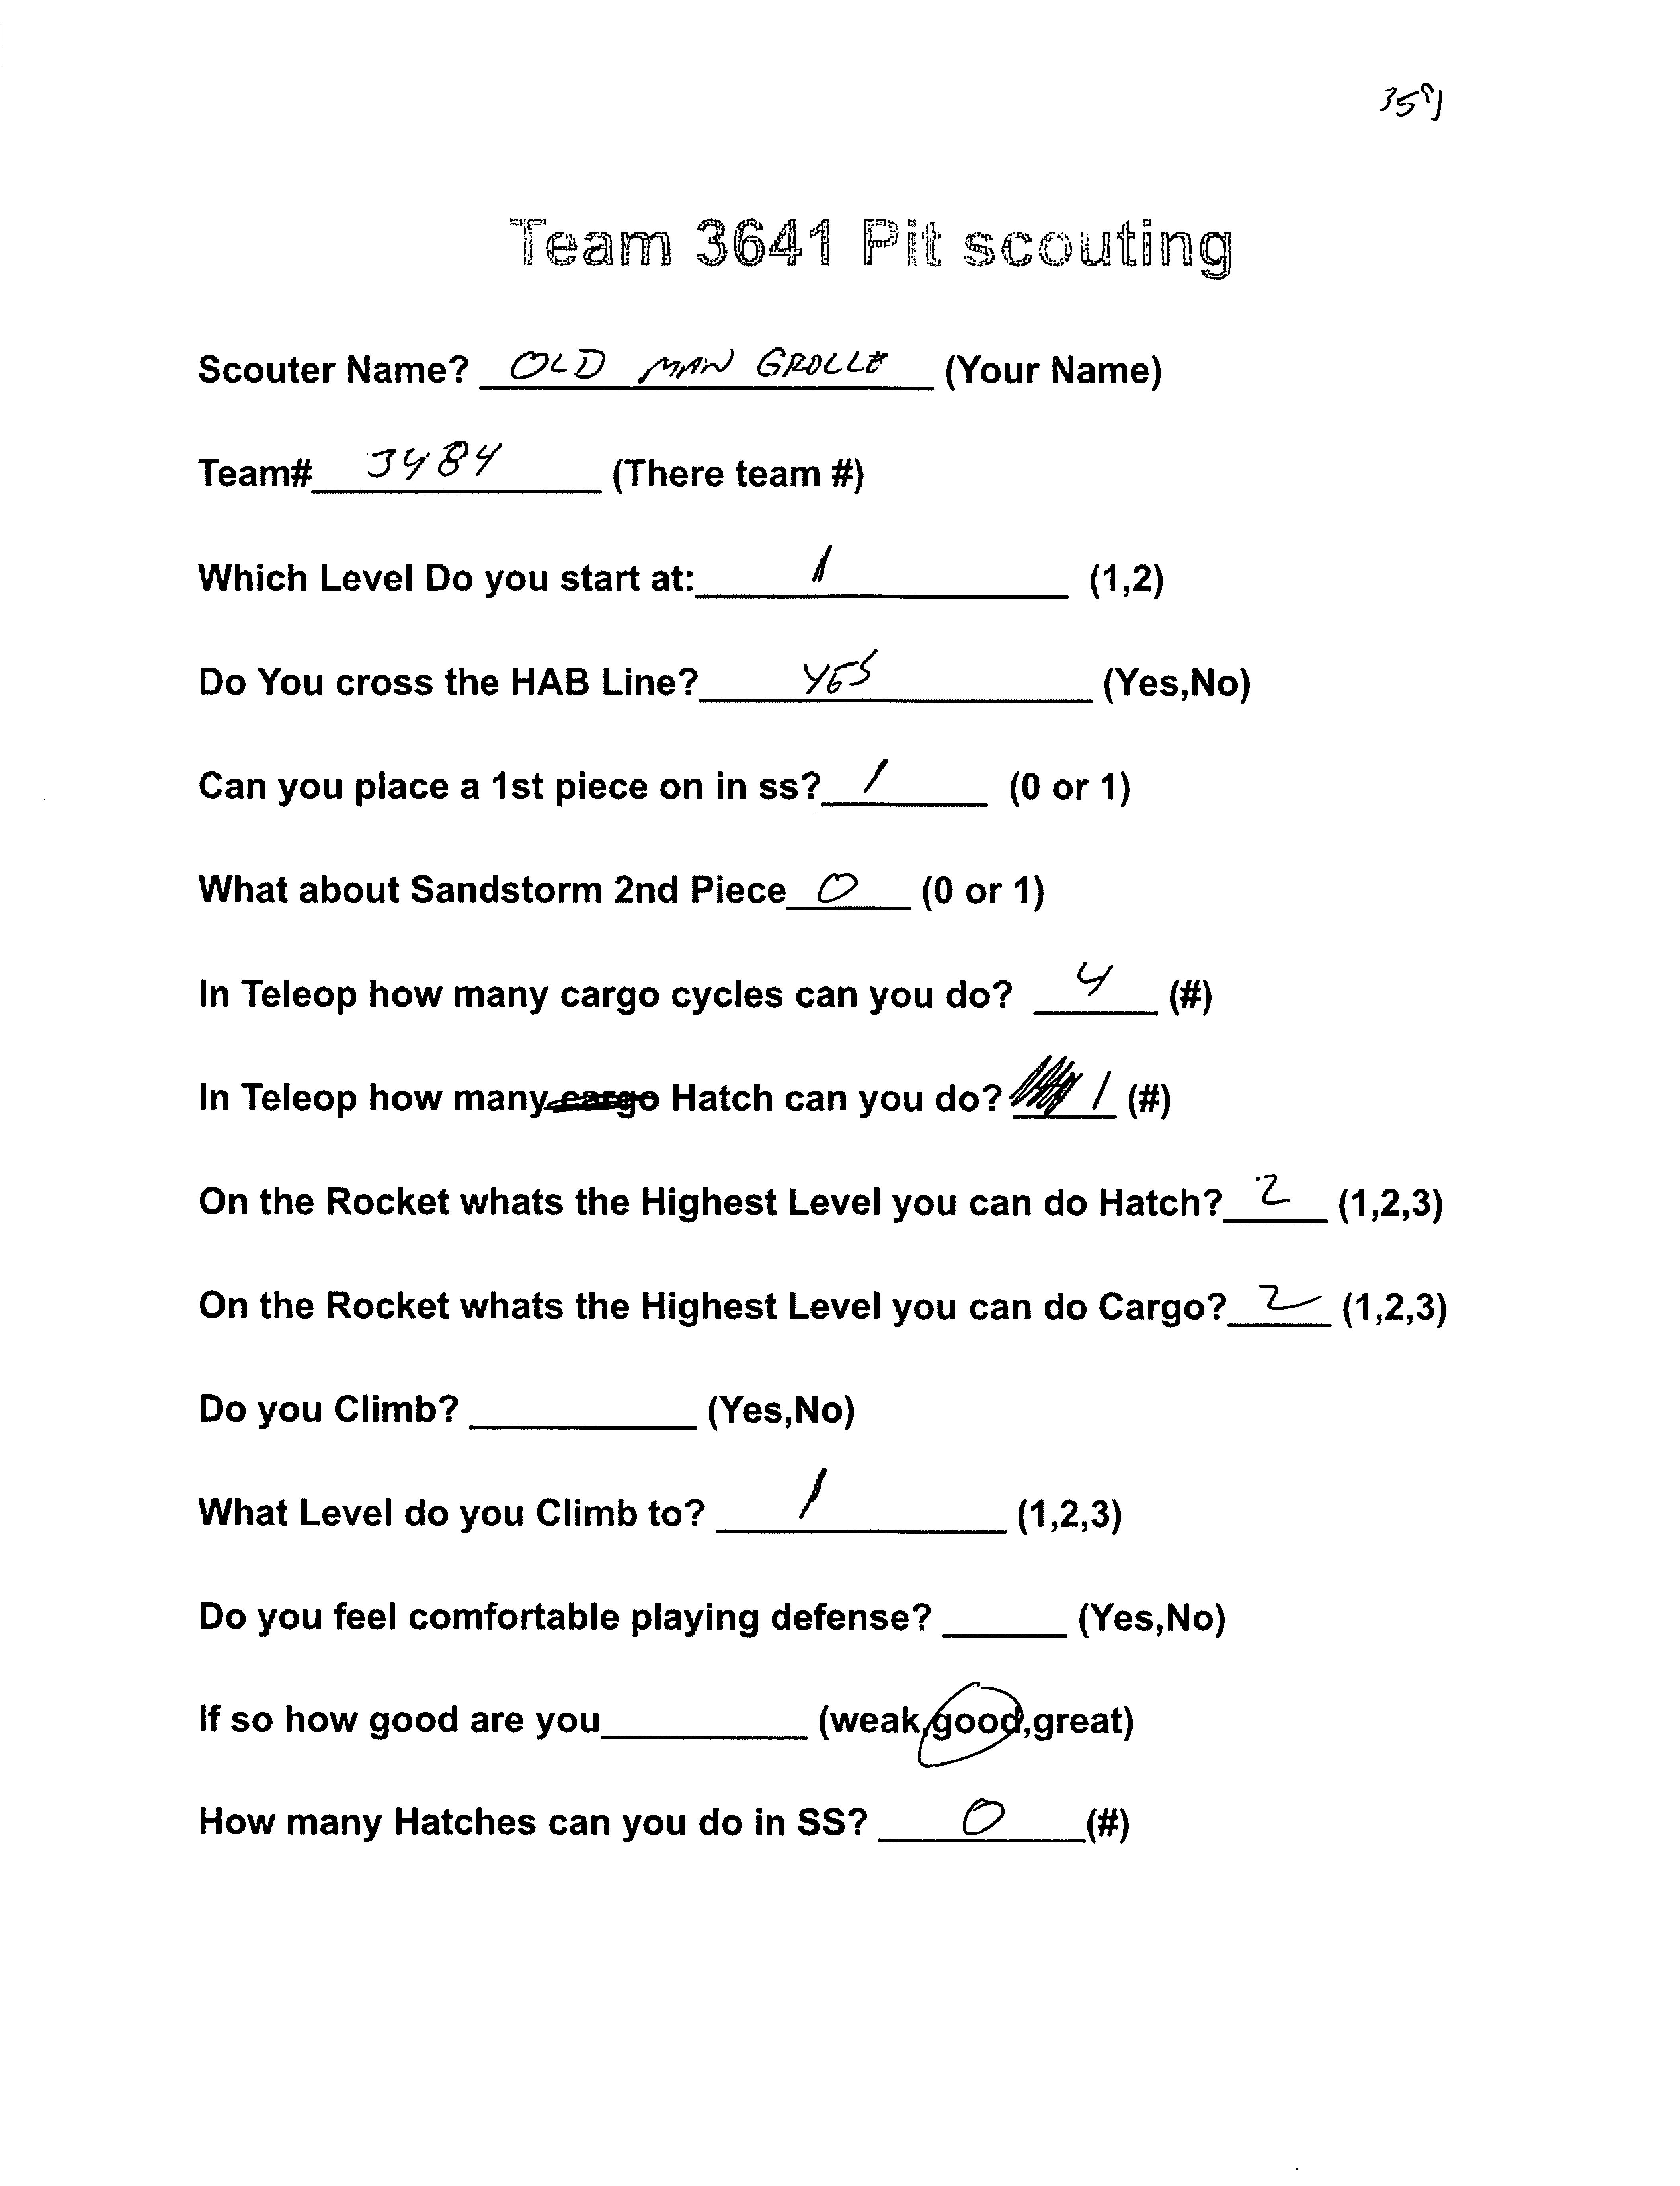 Team 3641 Pit scouting
Scouter Name? OLD MAN GROLLE (Your Name)
Team# 3484 (There team #)
Which Level Do you start at: 1 (1,2)
Do You cross the HAB Line? YES (Yes,No)
Can you place a 1st piece on in ss? 1 (0 or 1)
What about Sandstorm 2nd Piece 0 (0 or 1)
In Teleop how many cargo cycles can you do? 4 (#)
In Teleop how many cargo Hatch can you do? 1 (#)
On the Rocket whats the Highest Level you can do Hatch? 2 (1,2,3)
On the Rocket whats the Highest Level you can do Cargo? 2 (1,2,3)
Do you Climb? (Yes,No)
What Level do you Climb to? 1 (1,2,3)
Do you feel comfortable playing defense? (Yes,No)
If so how good are you (weak,good,great)
How many Hatches can you do in SS? 0 (#)